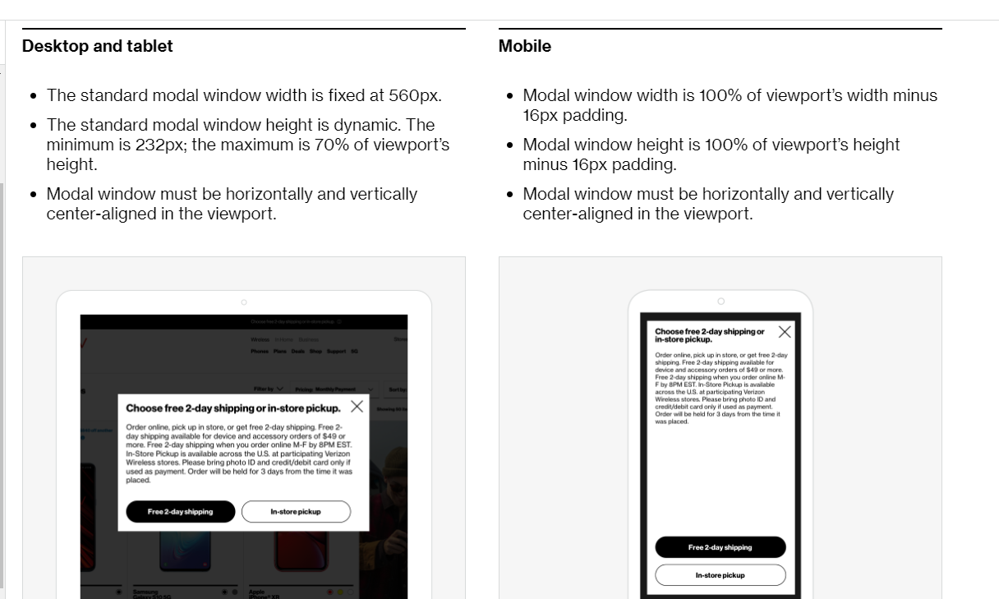 Desktop and tablet
The standard modal window width is fixed at 560px.
The standard modal window height is dynamic. The
minimum is 232px; the maximum is 70% of viewport's
height.
Modal window must be horizontally and vertically
center-aligned in the viewport.
Mobile
Modal window width is 100% of viewport's width minus
16px padding.
Modal window height is 100% of viewport's height
minus 16px padding.
Modal window must be horizontally and vertically
center-aligned in the viewport.
Choose free 2-day shipping or in-store pickup
Wireless Business
Phones Plans Deals Shop Support 5G
Filter by Pricing: Monthly Payment Sort by
Choose free 2-day shipping or in-store pickup.
Order online, pick up in store, or get free 2-day shipping. Free 2-
day shipping available for device and accessory orders of $49 or
more. Free 2-day shipping when you order online M-F by 8PM EST.
In-Store Pickup is available across the U.S. at participating Verizon
Wireless stores. Please bring photo ID and credit/debit card only if
used as payment. Order will be held for 3 days from the time it was
placed.
Free 2-day shipping In-store pickup
Samsung Apple
Galaxy S10 5G iPhone® XR
Choose free 2-day shipping or
in-store pickup.
Order online, pick up in store, or get free 2-day
shipping. Free 2-day shipping available for
device and accessory orders of $49 or more.
Free 2-day shipping when you order online M-
F by 8PM EST. In-Store Pickup is available
across the U.S. at participating Verizon
Wireless stores. Please bring photo ID and
credit/debit card only if used as payment.
Order will be held for 3 days from the time it
was placed.
Free 2-day shipping
In-store pickup